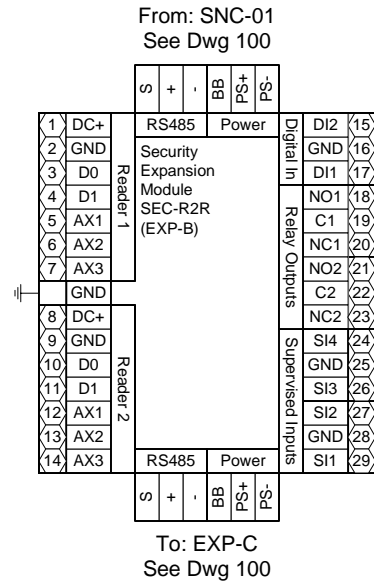 From: SNC-01
See Dwg 100
S + - BB PS+ PS-
RS485 Power
Security
Expansion
Module
SEC-R2R
(EXP-B)
1 DC+
2 GND
3 D0
4 D1
5 AX1
6 AX2
7 AX3
Reader 1
GND
8 DC+
9 GND
10 D0
11 D1
12 AX1
13 AX2
14 AX3
Reader 2
Digital In
DI2 15
GND 16
DI1 17
Relay Outputs
NO1 18
C1 19
NC1 20
NO2 21
C2 22
NC2 23
Supervised Inputs
SI4 24
GND 25
SI3 26
SI2 27
GND 28
SI1 29
RS485 Power
S + - BB PS+ PS-
To: EXP-C
See Dwg 100